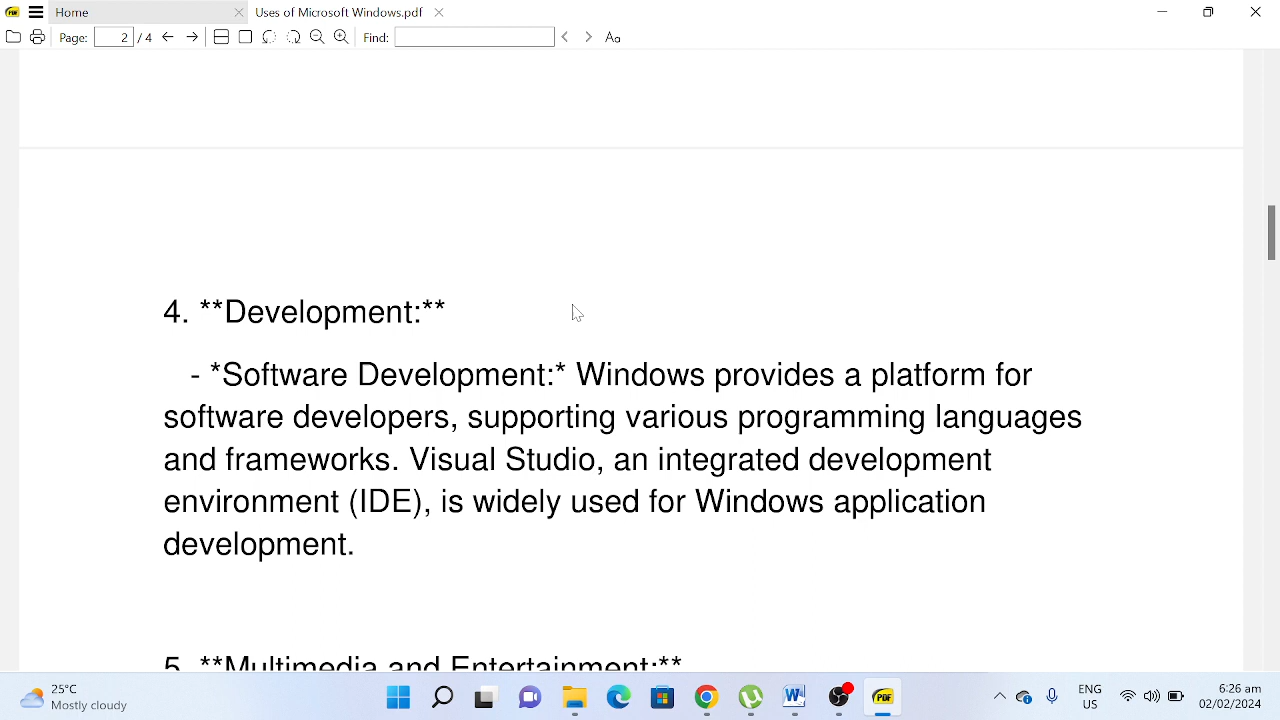 Home
Uses of Microsoft Windows.pdf
Page: 2 / 4 Find: Aa
4. **Development:**
- *Software Development:* Windows provides a platform for
software developers, supporting various programming languages
and frameworks. Visual Studio, an integrated development
environment (IDE), is widely used for Windows application
development.
5. **Multimedia and Entertainment:**
25°C
Mostly cloudy
ENG
US
6:26 am
02/02/2024